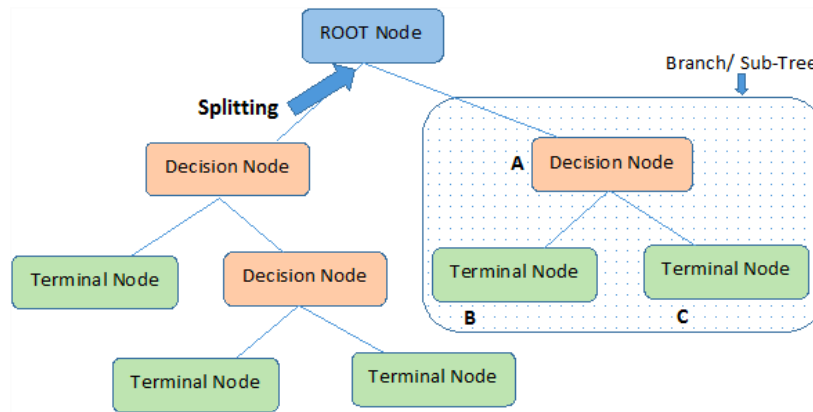 ROOT Node
Branch/ Sub-Tree
Splitting
Decision Node
A
Decision Node
Terminal Node
Decision Node
Terminal Node
Terminal Node
B
C
Terminal Node
Terminal Node